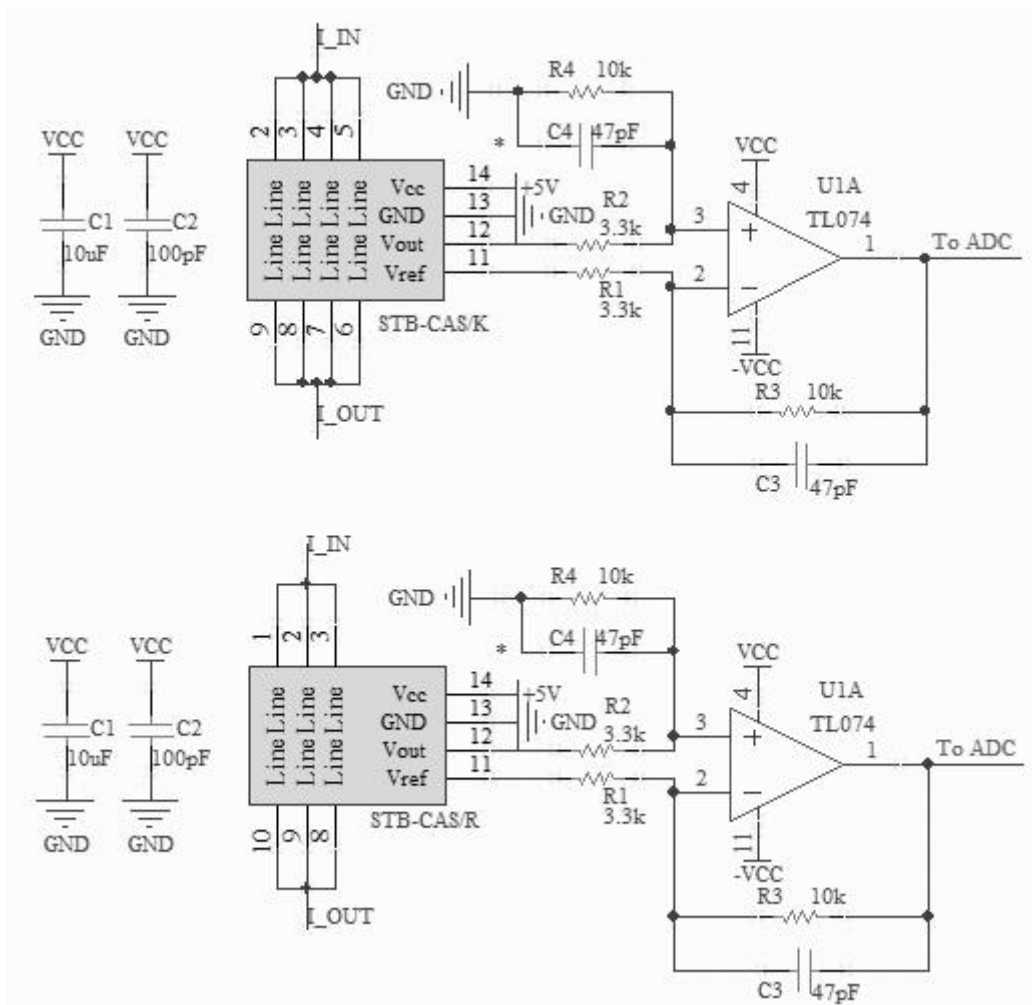 I_IN
R4 10k
GND
C4 47pF
*
2 3 4 5
VCC VCC
C1 C2
10uF 100pF
GND GND
Line Line Line Line
Vcc 14 +5V
GND 13 GND
Vout 12
Vref 11
R2
3.3k
R1
3.3k
STB-CAS/K
9 8 7 6
I_OUT
VCC
4
U1A
TL074
3 +
2 −
1 To ADC
11
-VCC
R3 10k
C3 47pF
I_IN
R4 10k
GND
C4 47pF
*
1 2 3
VCC VCC
C1 C2
10uF 100pF
GND GND
Line Line Line
Vcc 14 +5V
GND 13 GND
Vout 12
Vref 11
R2
3.3k
R1
3.3k
STB-CAS/R
10 9 8
I_OUT
VCC
4
U1A
TL074
3 +
2 −
1 To ADC
11
-VCC
R3 10k
C3 47pF